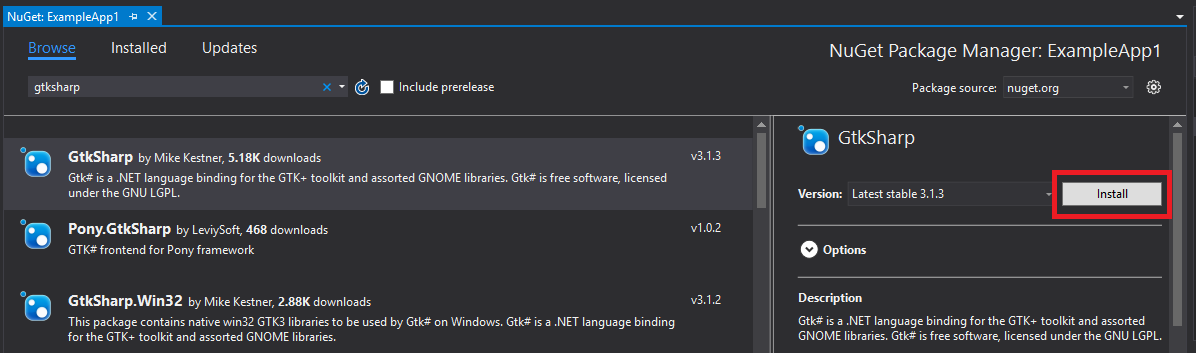 NuGet: ExampleApp1
Browse Installed Updates
NuGet Package Manager: ExampleApp1
gtksharp
Include prerelease
Package source: nuget.org
GtkSharp by Mike Kestner, 5.18K downloads
v3.1.3
Gtk# is a .NET language binding for the GTK+ toolkit and assorted GNOME libraries. Gtk# is free software, licensed
under the GNU LGPL.
Pony.GtkSharp by LeviySoft, 468 downloads
v1.0.2
GTK# frontend for Pony framework
GtkSharp.Win32 by Mike Kestner, 2.88K downloads
v3.1.2
This package contains native win32 GTK3 libraries to be used by Gtk# on Windows. Gtk# is a .NET language binding
for the GTK+ toolkit and assorted GNOME libraries.
GtkSharp
Version: Latest stable 3.1.3
Install
Options
Description
Gtk# is a .NET language binding for the GTK+ toolkit and assorted
GNOME libraries. Gtk# is free software, licensed under the GNU LGPL.